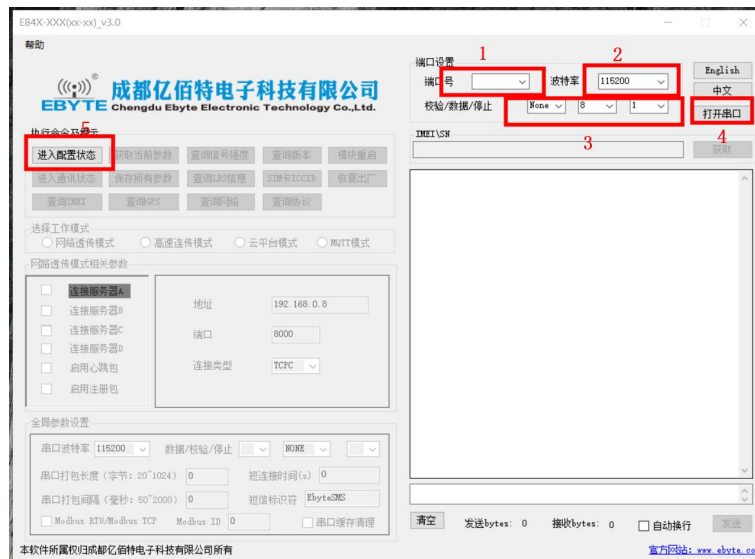 E84X-XXX(xx-xx)_v3.0
帮助
EBYTE
成都亿佰特电子科技有限公司
Chengdu Ebyte Electronic Technology Co.,Ltd.
端口设置
1
2
端口号
波特率
115200
English
中文
校验/数据/停止
None
8
1
打开串口
3
4
IMEI\SN
获取
执行命令及提示
5
进入配置状态
获取当前参数
查询信号强度
查询版本
模块重启
进入通讯状态
保存所有参数
查询LBS信息
SIM卡ICCID
恢复出厂
查询IMEI
查询GPS
查询网络
查询协议
选择工作模式
网络透传模式
高速连传模式
云平台模式
MQTT模式
网路透传模式相关参数
连接服务器A
连接服务器B
连接服务器C
连接服务器D
启用心跳包
启用注册包
地址
192.168.0.8
端口
8000
连接类型
TCPC
全局参数设置
串口波特率
115200
数据/校验/停止
NONE
串口打包长度（字节：20~1024）
0
短连接时间(s)
0
串口打包间隔（毫秒：50~2000）
0
短信标识符
EbyteSMS
Modbus RTU/Modbus TCP
Modbus ID
0
串口缓存清理
清空
发送bytes: 0
接收bytes: 0
自动换行
发送
本软件所属权归成都亿佰特电子科技有限公司所有
官方网站: www.ebyte.co